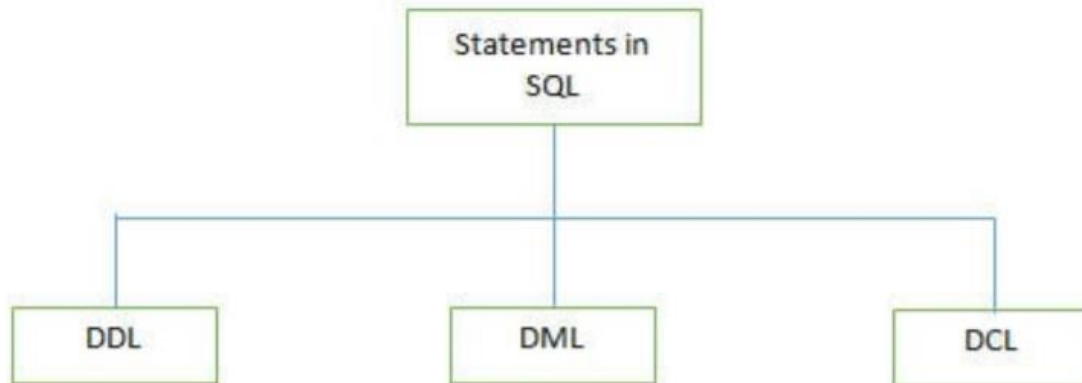 Statements in
SQL
DDL
DML
DCL